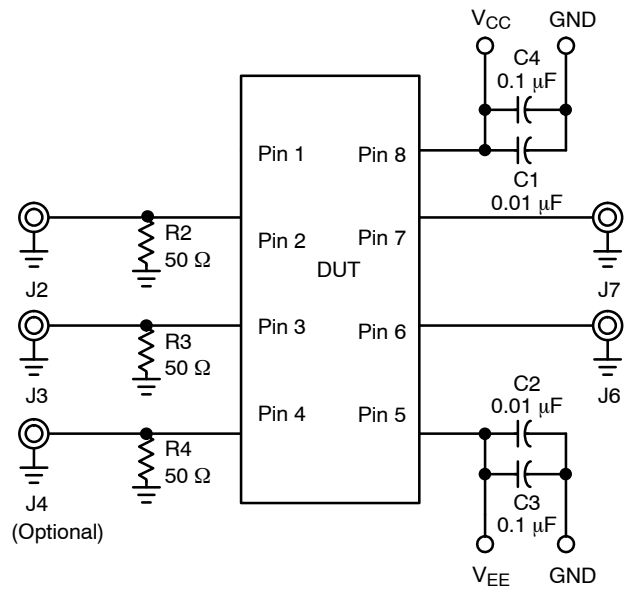 V_CC
GND
C4
0.1 μF
C1
0.01 μF
Pin 1
Pin 8
R2
50 Ω
Pin 2
Pin 7
DUT
J2
J7
R3
50 Ω
Pin 3
Pin 6
J3
J6
C2
0.01 μF
R4
50 Ω
Pin 4
Pin 5
J4
(Optional)
C3
0.1 μF
V_EE
GND